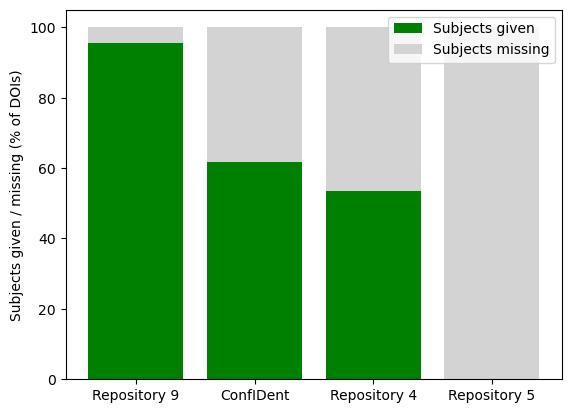 Subjects given / missing (% of DOIs)
100
80
60
40
20
0
Subjects given
Subjects missing
Repository 9
ConfIDent
Repository 4
Repository 5